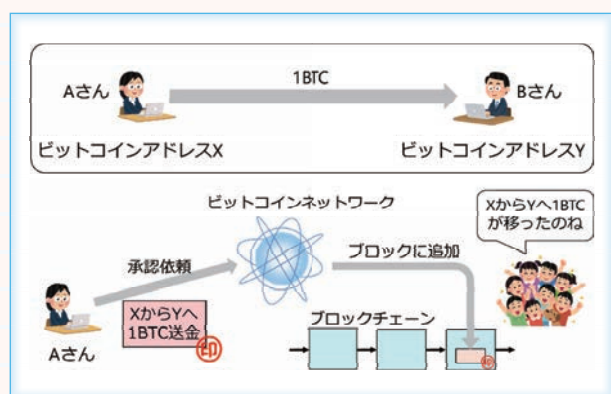 1BTC
Aさん
Bさん
ビットコインアドレスX
ビットコインアドレスY
ビットコインネットワーク
XからYへ1BTC
が移ったのね
承認依頼
ブロックに追加
XからYへ
1BTC送金
印
Aさん
ブロックチェーン
印